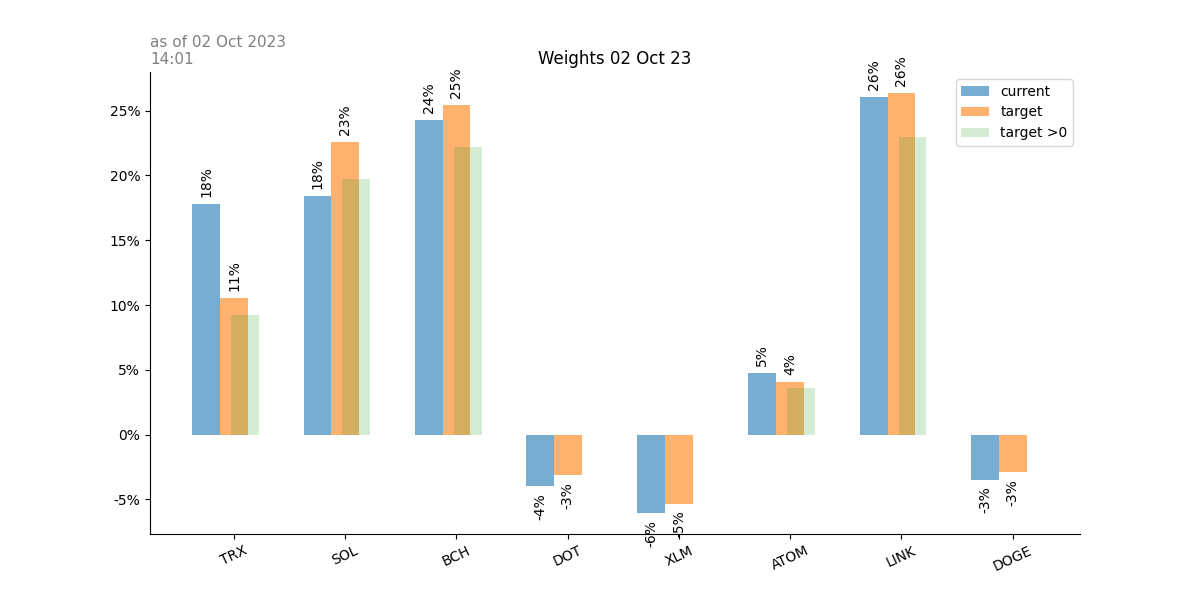 as of 02 Oct 2023
14:01
Weights 02 Oct 23
current
target
target >0
25%
20%
15%
10%
5%
0%
-5%
18%
11%
18%
23%
24%
25%
-4%
-3%
-6%
-5%
5%
4%
26%
26%
-3%
-3%
TRX
SOL
BCH
DOT
XLM
ATOM
LINK
DOGE